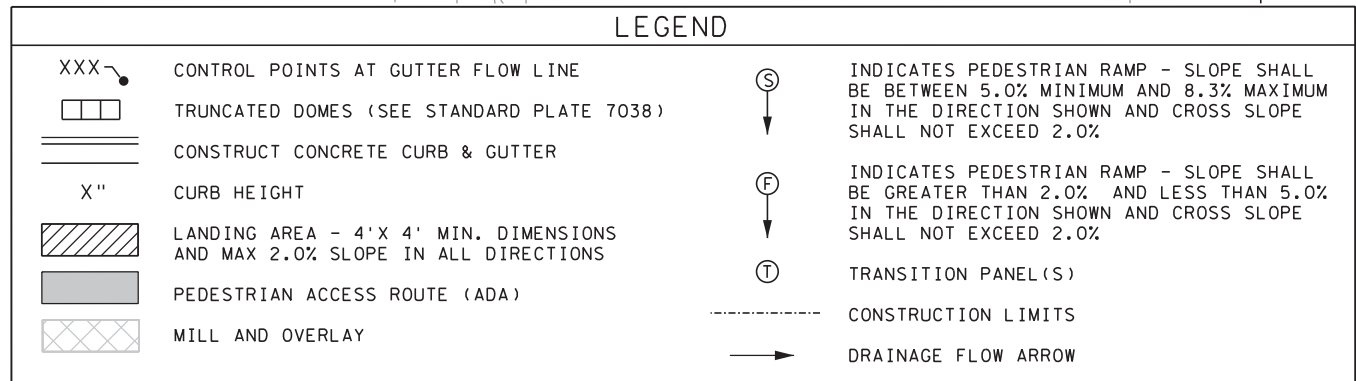 LEGEND
XXX
CONTROL POINTS AT GUTTER FLOW LINE
TRUNCATED DOMES (SEE STANDARD PLATE 7038)
CONSTRUCT CONCRETE CURB & GUTTER
X"
CURB HEIGHT
LANDING AREA - 4'X 4' MIN. DIMENSIONS
AND MAX 2.0% SLOPE IN ALL DIRECTIONS
PEDESTRIAN ACCESS ROUTE (ADA)
MILL AND OVERLAY
S
INDICATES PEDESTRIAN RAMP - SLOPE SHALL
BE BETWEEN 5.0% MINIMUM AND 8.3% MAXIMUM
IN THE DIRECTION SHOWN AND CROSS SLOPE
SHALL NOT EXCEED 2.0%
F
INDICATES PEDESTRIAN RAMP - SLOPE SHALL
BE GREATER THAN 2.0% AND LESS THAN 5.0%
IN THE DIRECTION SHOWN AND CROSS SLOPE
SHALL NOT EXCEED 2.0%
T
TRANSITION PANEL(S)
CONSTRUCTION LIMITS
DRAINAGE FLOW ARROW